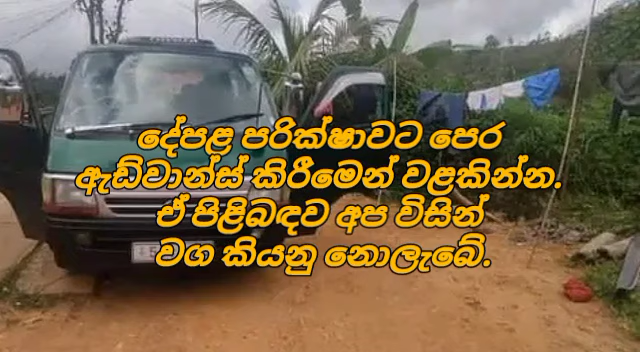 දේපළ පරික්ෂාවට පෙර
ඇඩ්වාන්ස් කිරීමෙන් වළකින්න.
ඒ පිළිබඳව අප විසින්
වග කියනු නොලැබේ.